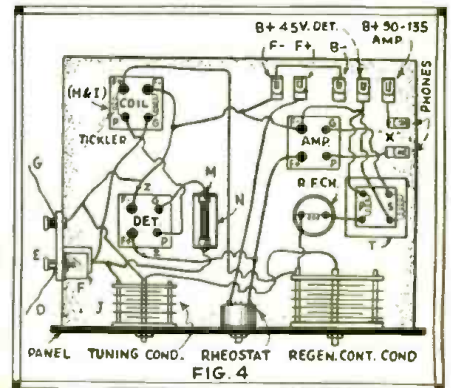 B+ 45 V. DET.
B+ 90-135
AMP.
F- F+ B-
PHONES
(H & I)
COIL
TICKLER
F- F+
P G
G
M
N
AMP.
F- G
F+ P
X
R.F.CH.
P S
T
Z
DET.
F- G
F+ P
Z
E
F
D
J
PANEL TUNING COND. RHEOSTAT REGEN. CONT. COND
FIG. 4